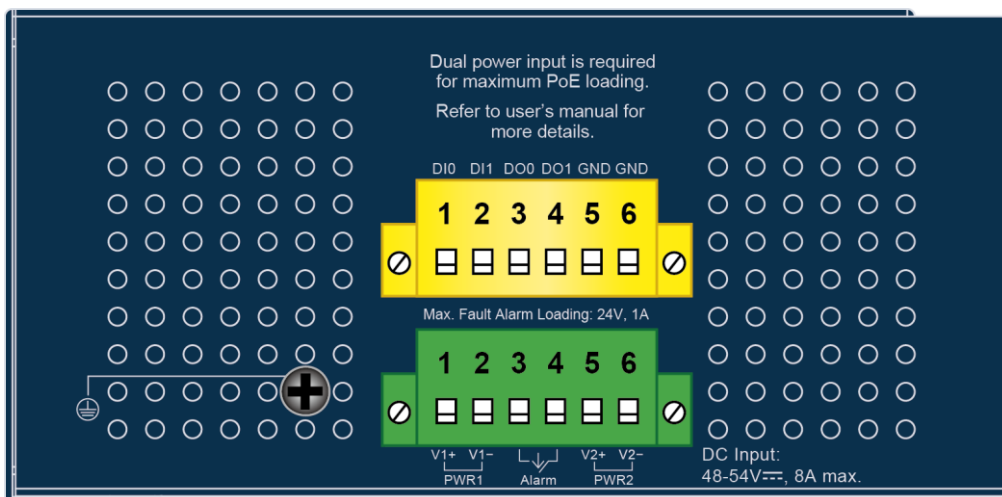 Dual power input is required
for maximum PoE loading.
Refer to user's manual for
more details.
DI0 DI1 DO0 DO1 GND GND
1 2 3 4 5 6
Max. Fault Alarm Loading: 24V, 1A
1 2 3 4 5 6
V1+ V1− V2+ V2−
PWR1 Alarm PWR2
DC Input:
48-54V⎓, 8A max.